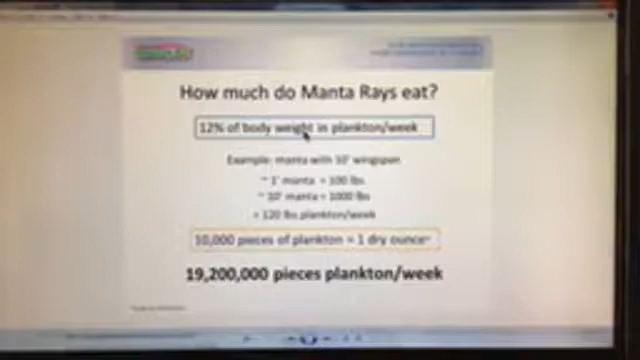 How much do Manta Rays eat?
12% of body weight in plankton/week
Example: manta with 10' wingspan
~ 1' manta = 100 lbs
~ 10' manta = 1000 lbs
= 120 lbs plankton/week
10,000 pieces of plankton = 1 dry ounce
19,200,000 pieces plankton/week